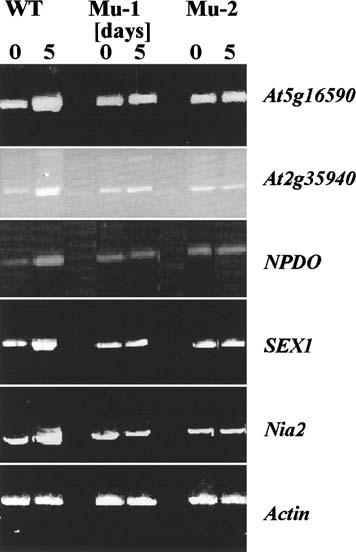 WT Mu-1 Mu-2
[days]
0 5 0 5 0 5
At5g16590
At2g35940
NPDO
SEX1
Nia2
Actin